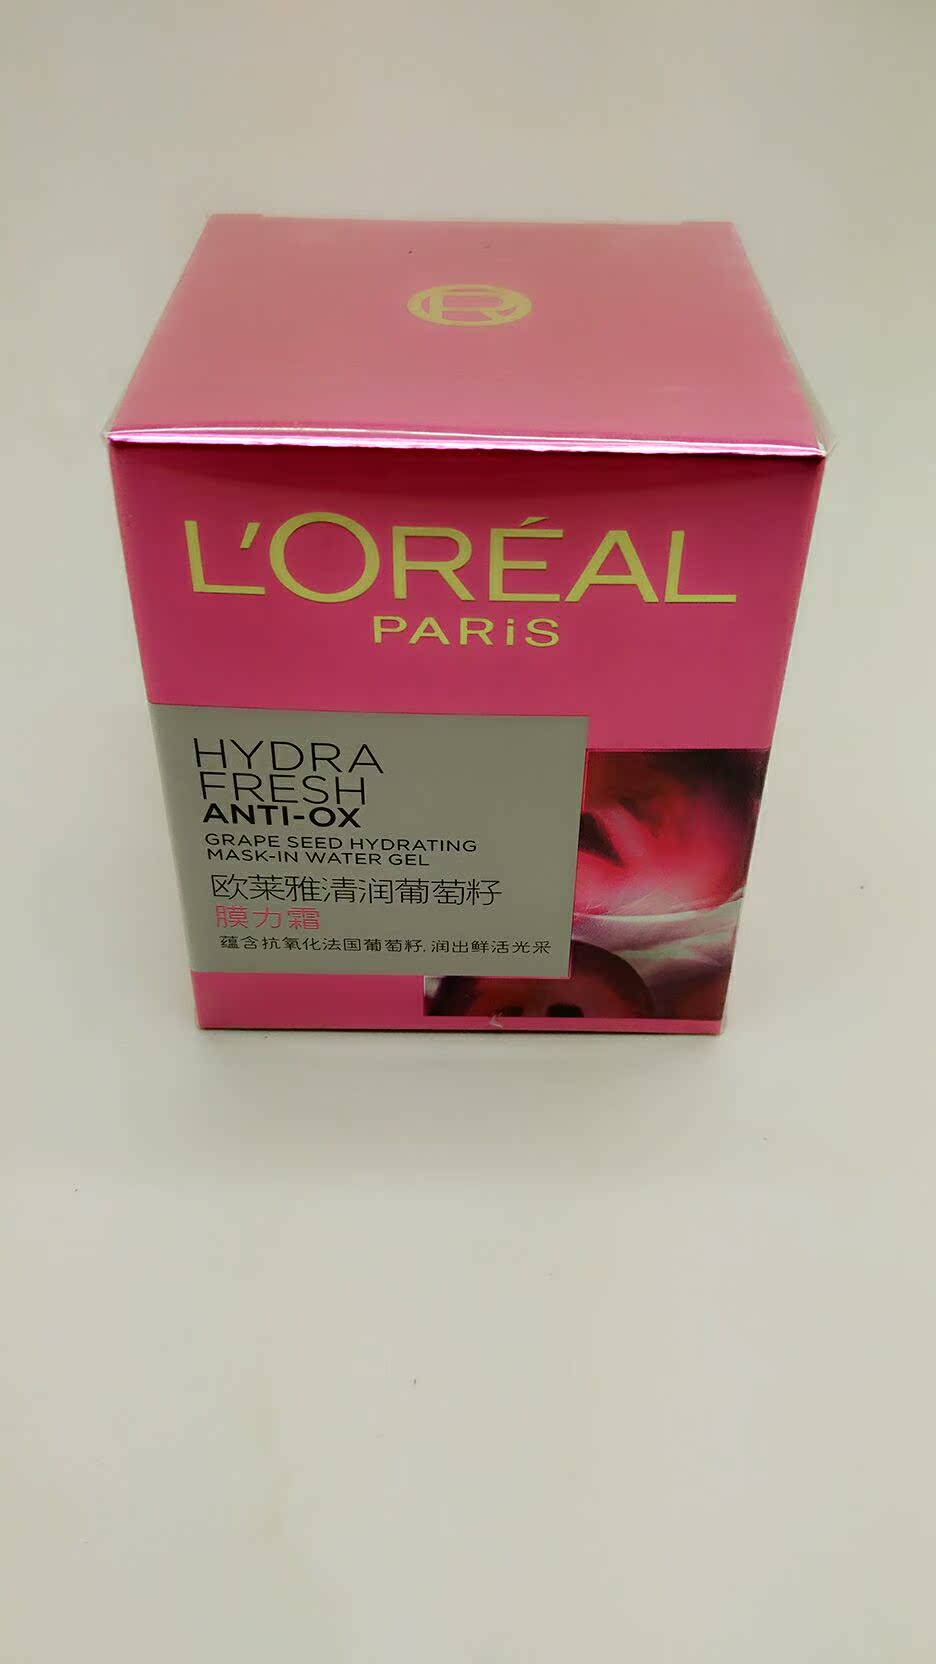 L'ORÉAL
PARiS
HYDRA
FRESH
ANTI-OX
GRAPE SEED HYDRATING
MASK-IN WATER GEL
欧莱雅清润葡萄籽
膜力霜
蕴含抗氧化法国葡萄籽,润出鲜活光采